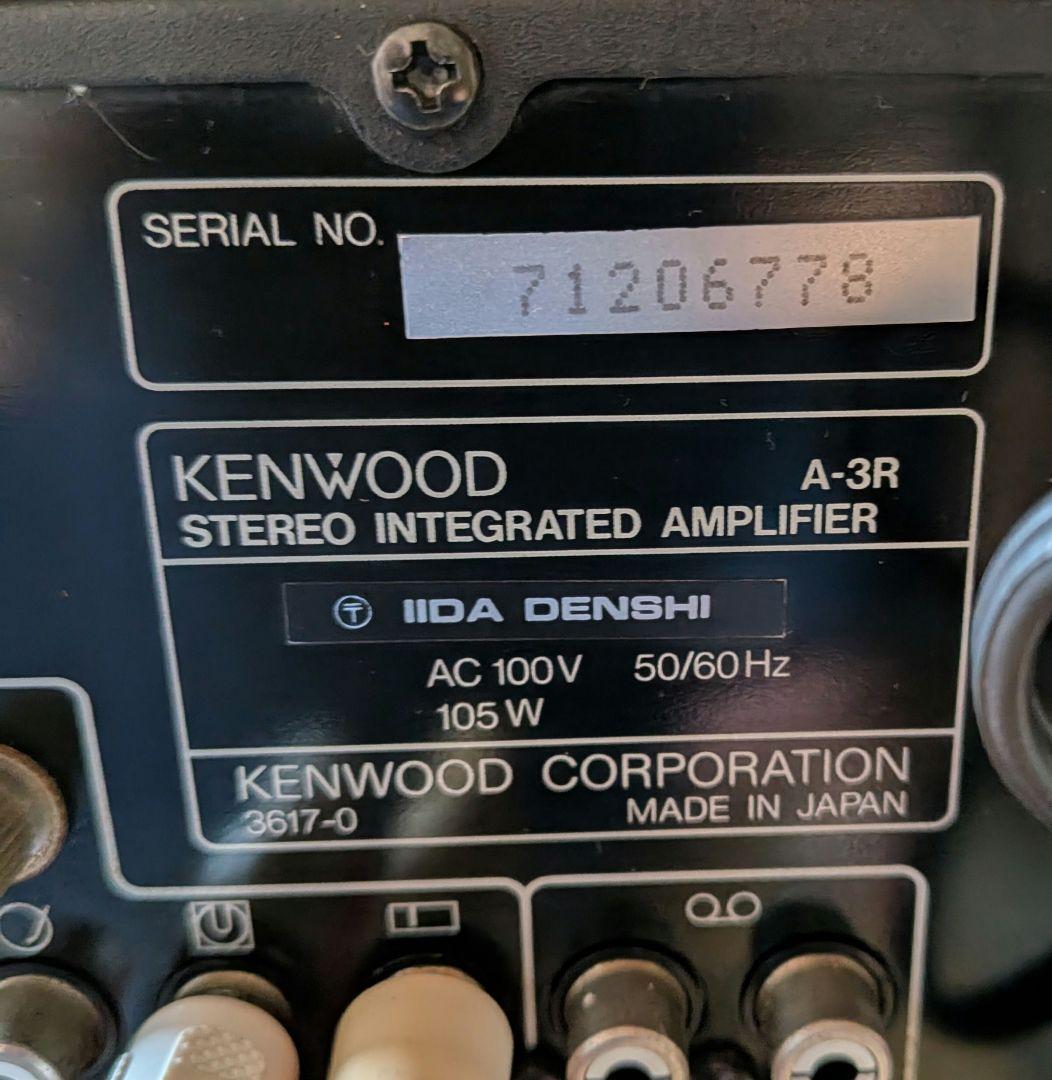 SERIAL NO. 71206778
KENWOOD A-3R
STEREO INTEGRATED AMPLIFIER
Ⓣ IIDA DENSHI
AC 100V 50/60Hz
105W
KENWOOD CORPORATION
3617-0 MADE IN JAPAN